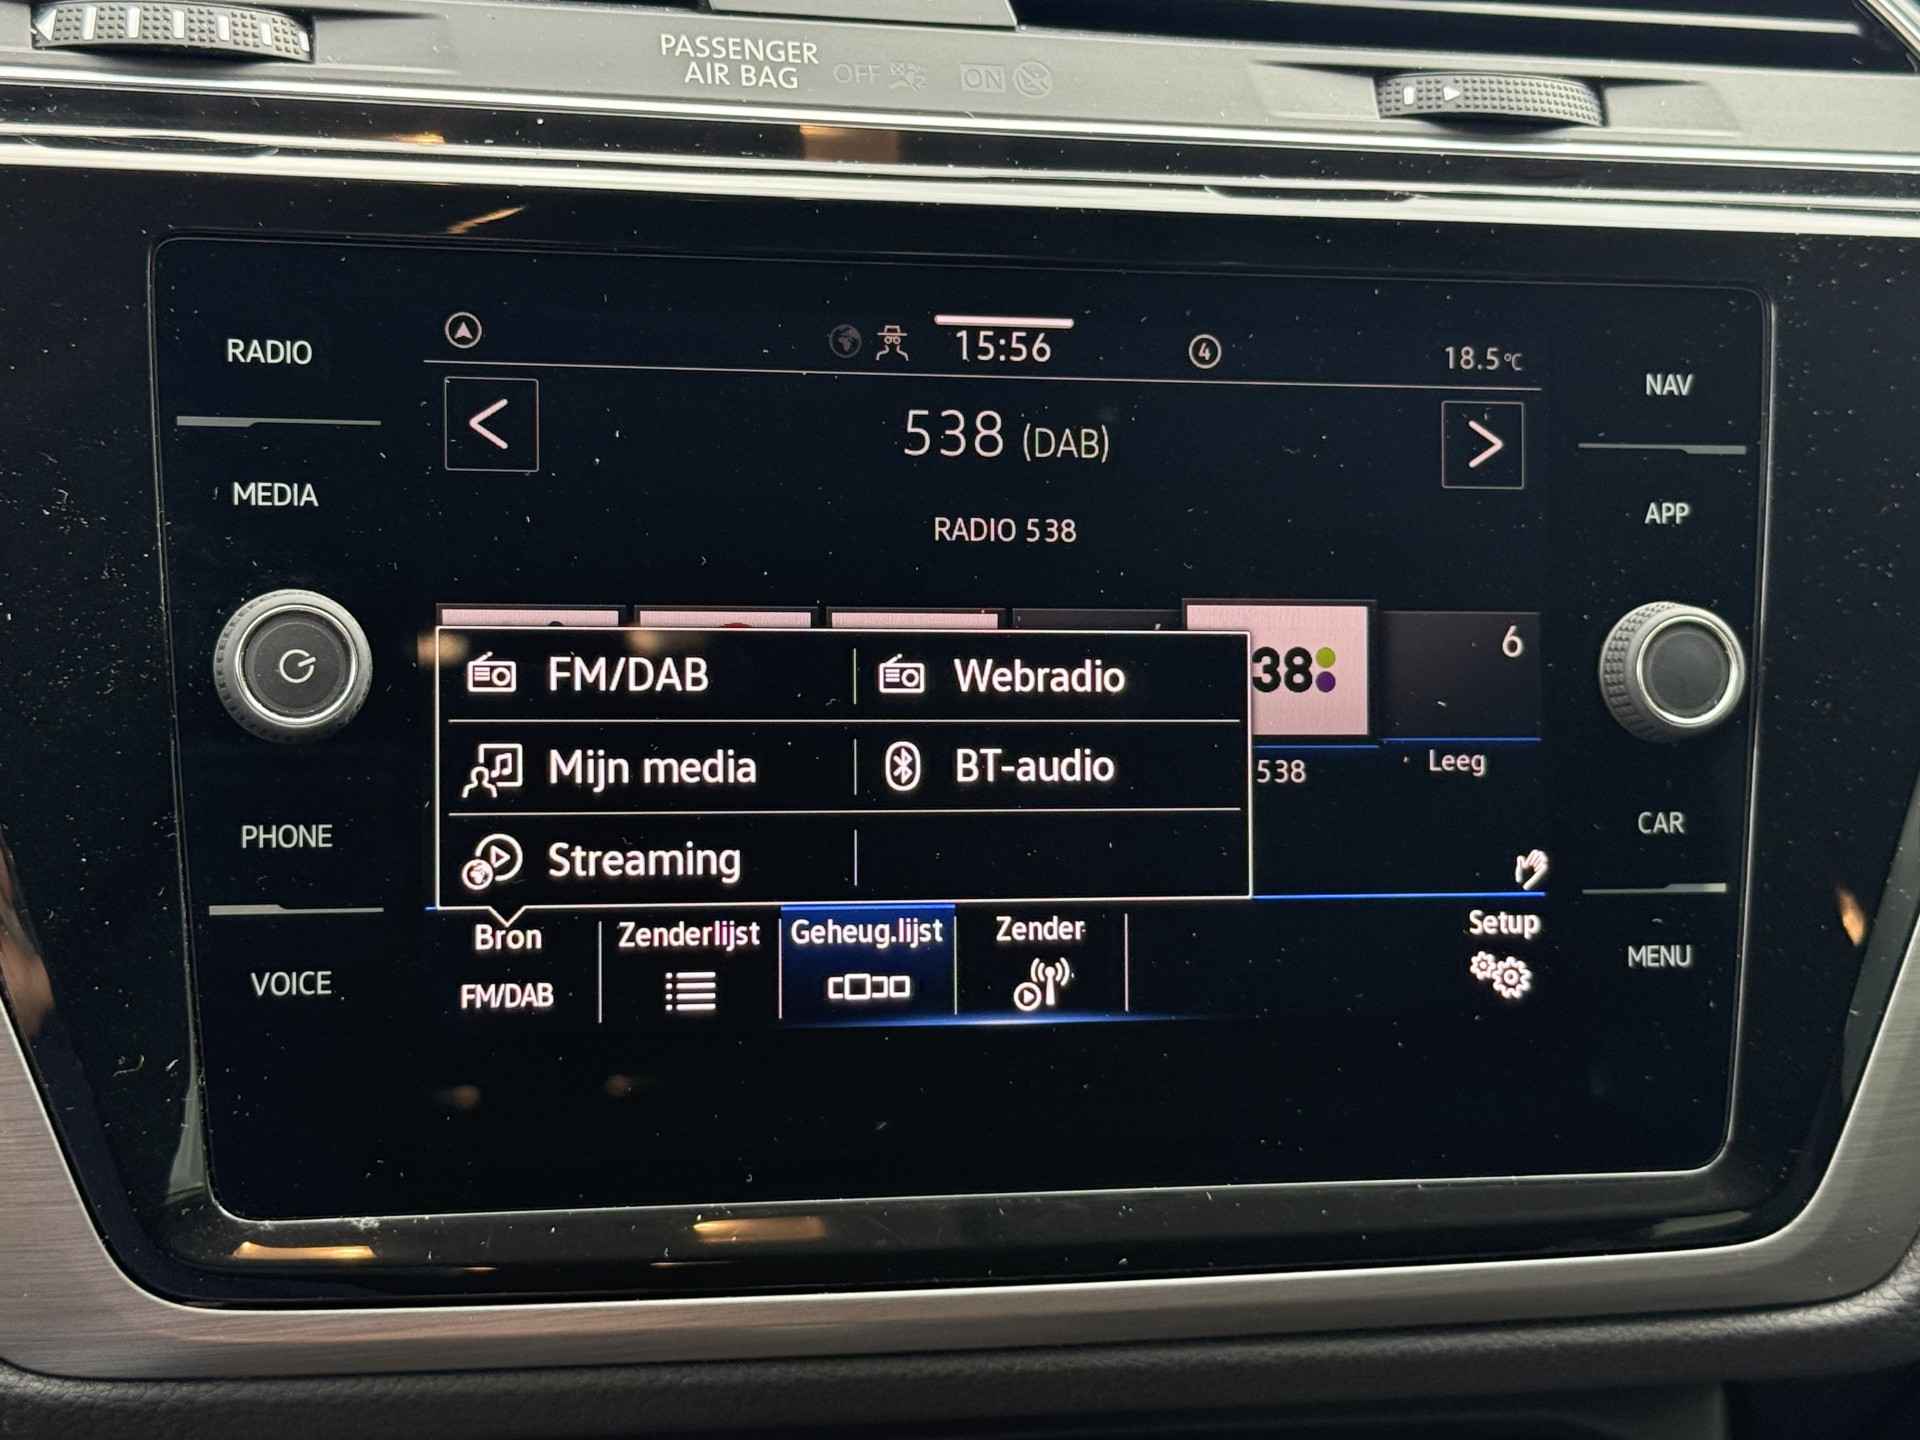 PASSENGER
AIR BAG OFF ON
RADIO
MEDIA
PHONE
VOICE
15:56
4
18.5°C
538 (DAB)
RADIO 538
FM/DAB
Webradio
Mijn media
BT-audio
Streaming
38
538
6
Leeg
Bron
FM/DAB
Zenderlijst
Geheug.lijst
Zender
Setup
NAV
APP
CAR
MENU